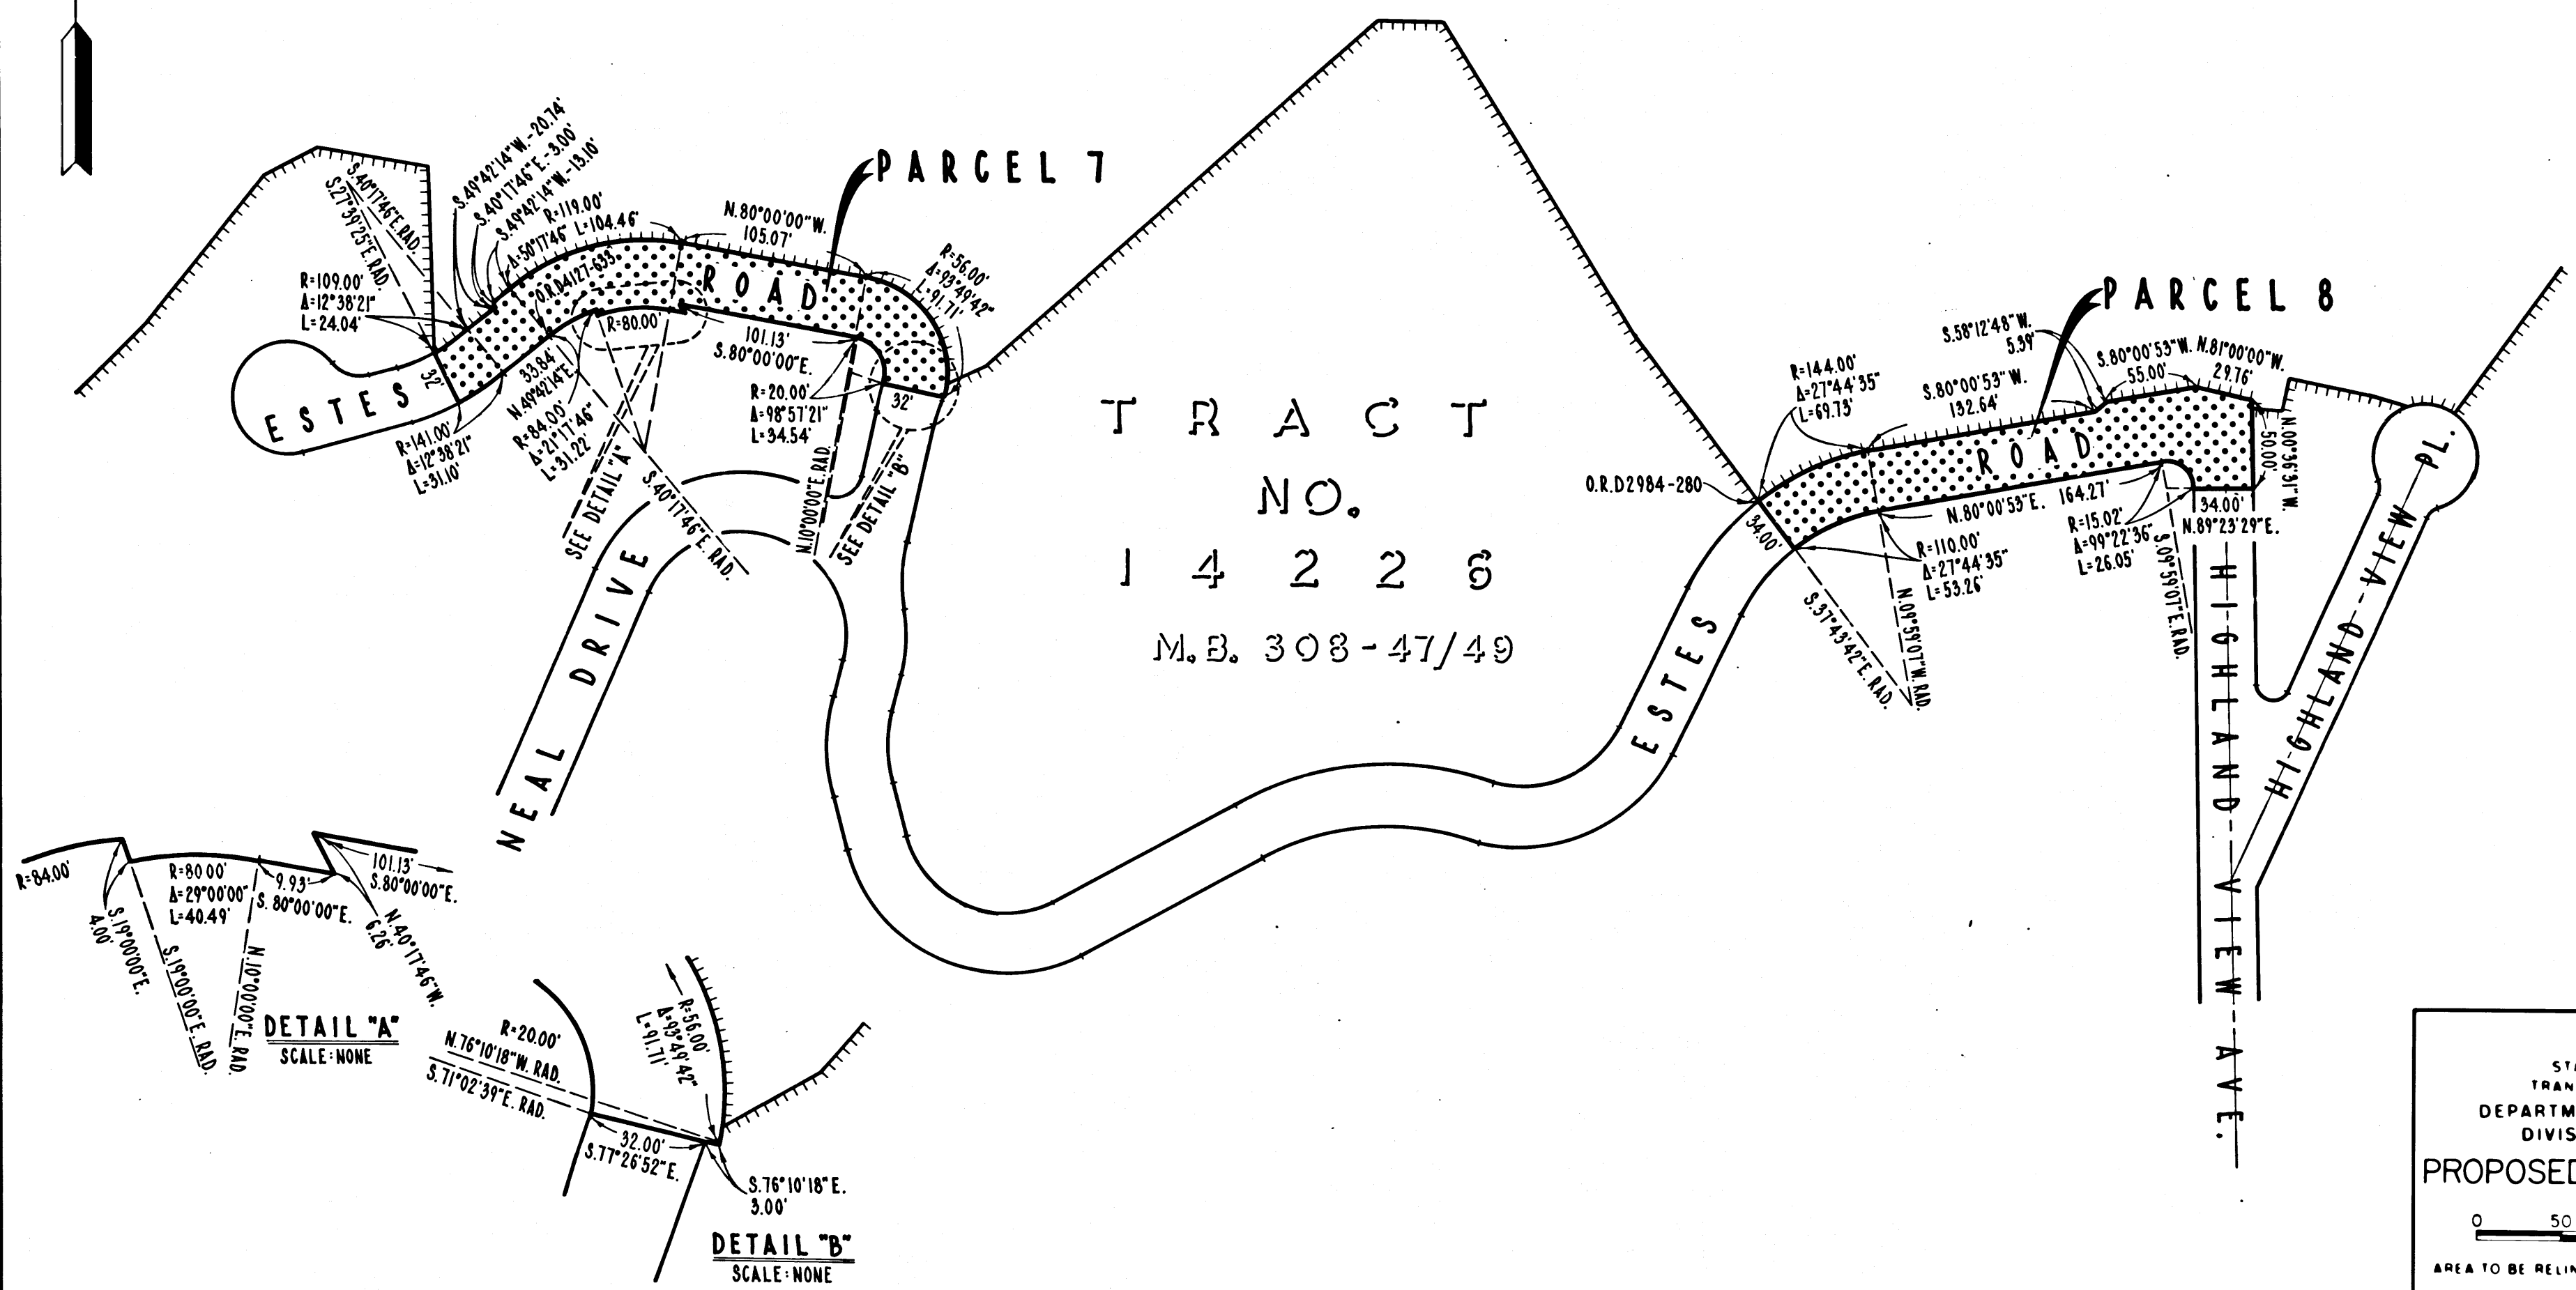 PARCEL 7
S.49°42'14"W.-20.74'
S.40°17'46"E.-3.00'
S.49°42'14"W.-13.10'
R=119.00'
Δ=50°17'46" L=104.46'
O.R.D4127-633
S.40°17'46"E.RAD.
S.27°39'25"E.RAD.
R=109.00'
Δ=12°38'21"
L=24.04'
N.80°00'00"W.
105.07'
R=56.00'
Δ=93°49'42"
L=91.71'
ROAD
R=80.00'
101.13'
S.80°00'00"E.
ESTES
32'
33.84'
N.49°42'14"E.
R=84.00'
Δ=21°17'46"
L=31.22'
R=141.00'
Δ=12°38'21"
L=31.10'
R=20.00'
Δ=98°57'21"
L=34.54'
32'
SEE DETAIL "A"
S.40°17'46"E. RAD.
N.10°00'00"E. RAD.
SEE DETAIL "B"
NEAL DRIVE
TRACT
NO.
14226
M.B. 308-47/49
PARCEL 8
S.58°12'48"W.
5.39'
S.80°00'53"W.
55.00'
N.81°00'00"W.
29.76'
R=144.00'
Δ=27°44'35"
L=69.73'
S.80°00'53"W.
132.64'
N.00°36'31"W.
50.00'
ROAD
O.R.D2984-280
34.00'
N.80°00'53"E. 164.27'
R=15.02'
Δ=99°22'36"
L=26.05'
34.00'
N.89°23'29"E.
R=110.00'
Δ=27°44'35"
L=53.26'
S.37°43'42"E. RAD.
N.09°59'07"W. RAD.
S.09°59'07"E.RAD.
ESTES
HIGHLAND VIEW AVE.
HIGHLAND VIEW PL.
R=84.00'
S.19°00'00"E.
4.00'
R=80.00'
Δ=29°00'00"
L=40.49'
9.93'
S.80°00'00"E.
101.13'
S.80°00'00"E.
N.40°17'46"W.
6.26'
S.19°00'00"E. RAD.
N.10°00'00"E. RAD.
DETAIL "A"
SCALE:NONE
R=20.00'
N.76°10'18"W. RAD.
S.71°02'39"E. RAD.
R=56.00'
Δ=93°49'42"
L=91.71'
32.00'
S.77°26'52"E.
S.76°10'18"E.
3.00'
DETAIL "B"
SCALE:NONE
ST
TRAN
DEPARTM
DIVIS
PROPOSED
0 50
AREA TO BE RELIN